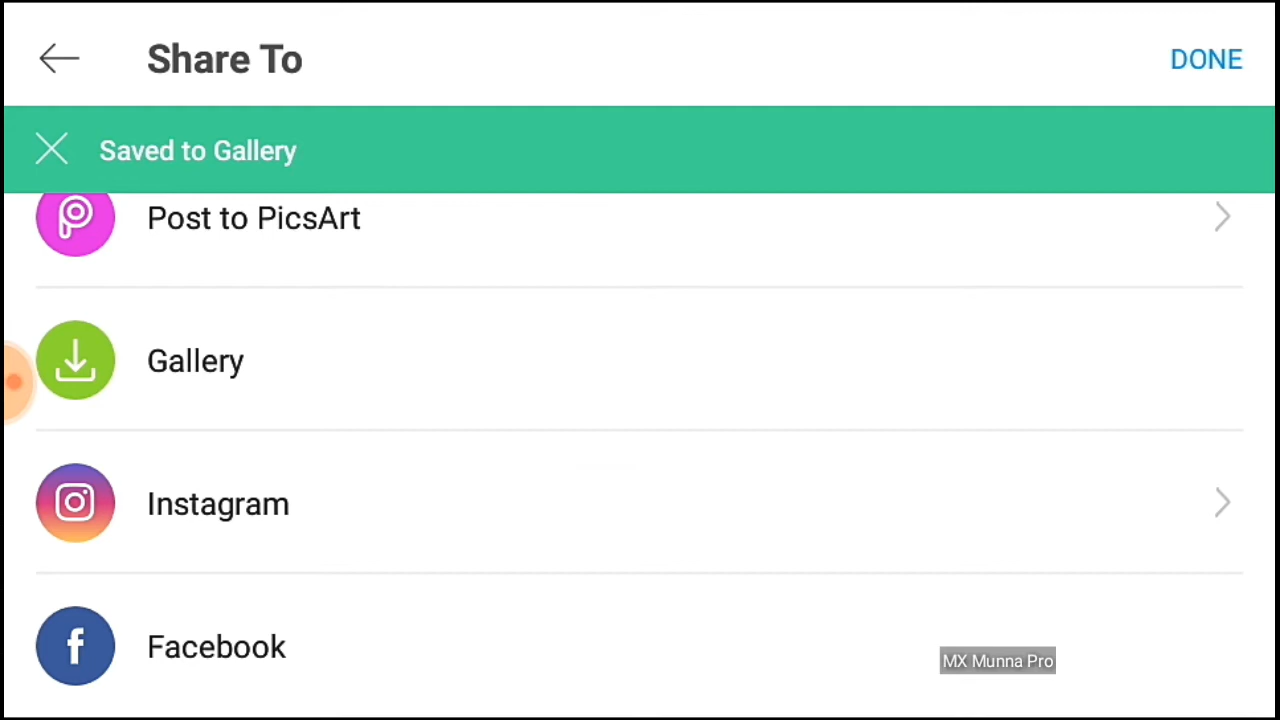 Share To
DONE
Saved to Gallery
Post to PicsArt
Gallery
Instagram
Facebook
MX Munna Pro